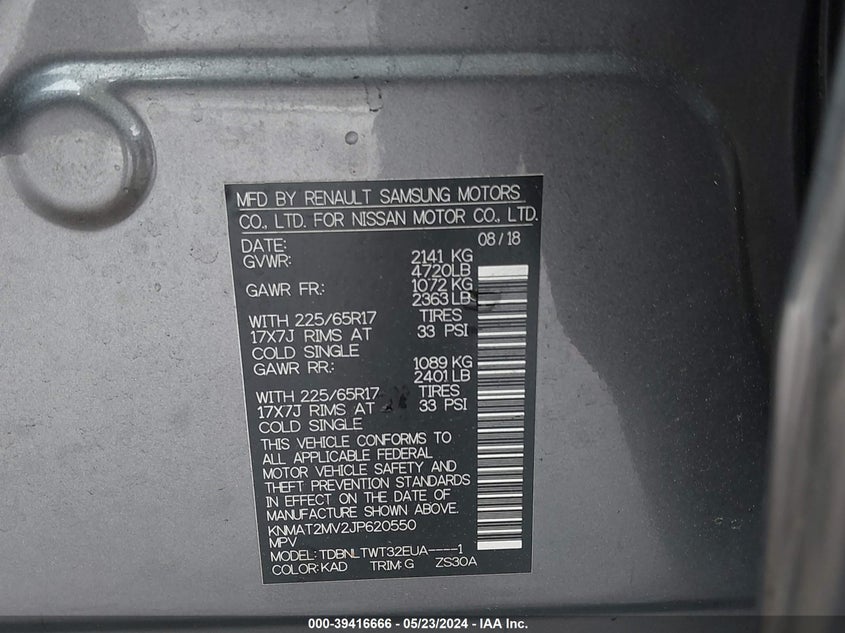 MFD BY RENAULT SAMSUNG MOTORS
CO., LTD. FOR NISSAN MOTOR CO., LTD.
DATE: 08/18
GVWR: 2141 KG
4720LB
GAWR FR: 1072 KG
2363LB
WITH 225/65R17 TIRES
17X7J RIMS AT 33 PSI
COLD SINGLE
GAWR RR: 1089 KG
2401LB
WITH 225/65R17 TIRES
17X7J RIMS AT 33 PSI
COLD SINGLE
THIS VEHICLE CONFORMS TO
ALL APPLICABLE FEDERAL
MOTOR VEHICLE SAFETY AND
THEFT PREVENTION STANDARDS
IN EFFECT ON THE DATE OF
MANUFACTURE SHOWN ABOVE.
KNMAT2MV2JP620550
MPV
MODEL: TDBNLTWT32EUA----1
COLOR: KAD TRIM: G ZS30A
000-39416666 - 05/23/2024 - IAA Inc.